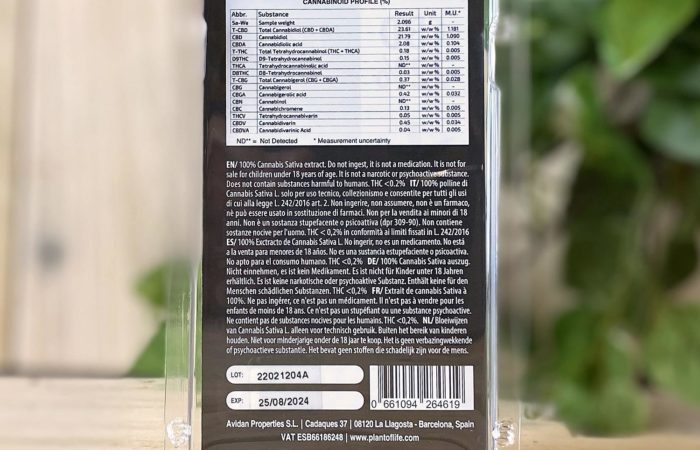 CANNABINOID PROFILE (%)
Abbr. Substance Result Unit M.U.*
Sa-We Sample weight 2.096 g -
T-CBD Total Cannabidiol (CBD + CBDA) 23.61 w/w % 1.181
CBD Cannabidiol 21.79 w/w % 1.090
CBDA Cannabidiolic acid 2.08 w/w % 0.104
T-THC Total Tetrahydrocannabinol (THC + THCA) 0.18 w/w % 0.005
D9THC D9-Tetrahydrocannabinol 0.15 w/w % 0.005
THCA Tetrahydrocannabinolic acid ND** w/w % -
D8THC D8-Tetrahydrocannabinol 0.03 w/w % 0.005
T-CBG Total Cannabigerol (CBG + CBGA) 0.37 w/w % 0.028
CBG Cannabigerol ND** w/w % -
CBGA Cannabigerolic acid 0.42 w/w % 0.032
CBN Cannabinol ND** w/w % -
CBC Cannabichromene 0.13 w/w % 0.005
THCV Tetrahydrocannabivarin 0.05 w/w % 0.005
CBDV Cannabidivarin 0.45 w/w % 0.034
CBDVA Cannabidivarinic Acid 0.04 w/w % 0.005
ND** = Not Detected * Measurement uncertainty
EN/ 100% Cannabis Sativa extract. Do not ingest, it is not a medication. It is not for
sale for children under 18 years of age. It is not a narcotic or psychoactive substance.
Does not contain substances harmful to humans. THC <0.2% IT/ 100% polline di
Cannabis Sativa L. solo per uso tecnico, collezionismo e consentite per tutti gli usi
di cui alla legge L. 242/2016 art. 2. Non ingerire, non assumere, non è un farmaco,
nè può essere usato in sostituzione di farmaci. Non per la vendita ai minori di 18
anni. Non è un sostanza stupefacente o psicoattiva (dpr 309-90). Non contiene
sostanze nocive per l'uomo. THC < 0,2% in conformità ai limiti fissati in L. 242/2016
ES/ 100% Exctracto de Cannabis Sativa L. No ingerir, no es un medicamento. No está
a la venta para menores de 18 años. No es una sustancia estupefaciente o psicoactiva.
No apto para el consumo humano. THC <0,2% DE/ 100% Cannabis Sativa auszug.
Nicht einnehmen, es ist kein Medikament. Es ist nicht für Kinder unter 18 Jahren
erhältlich. Es ist keine narkotische oder psychoaktive Substanz. Enthält keine für den
Menschen schädlichen Substanzen. THC <0,2% FR/ Extrait de cannabis Sativa à
100%. Ne pas ingérer, ce n'est pas un médicament. Il n'est pas à vendre pour les
enfants de moins de 18 ans. Ce n'est pas un stupéfiant ou une substance psychoactive.
Ne contient pas de substances nocives pour les humains. THC <0,2%. NL/ Bloeiwijzen
van Cannabis Sativa L. alleen voor technisch gebruik. Buiten het bereik van kinderen
houden. Niet voor minderjarige onder de 18 jaar te koop. Het is geen verbazingwekkende
of psychoactieve substantie. Het bevat geen stoffen die schadelijk zijn voor de mens.
LOT: 22021204A
EXP: 25/08/2024
0 661094 264619
Avidan Properties S.L. | Cadaques 37 | 08120 La Llagosta - Barcelona, Spain
VAT ESB66186248 | www.plantoflife.com